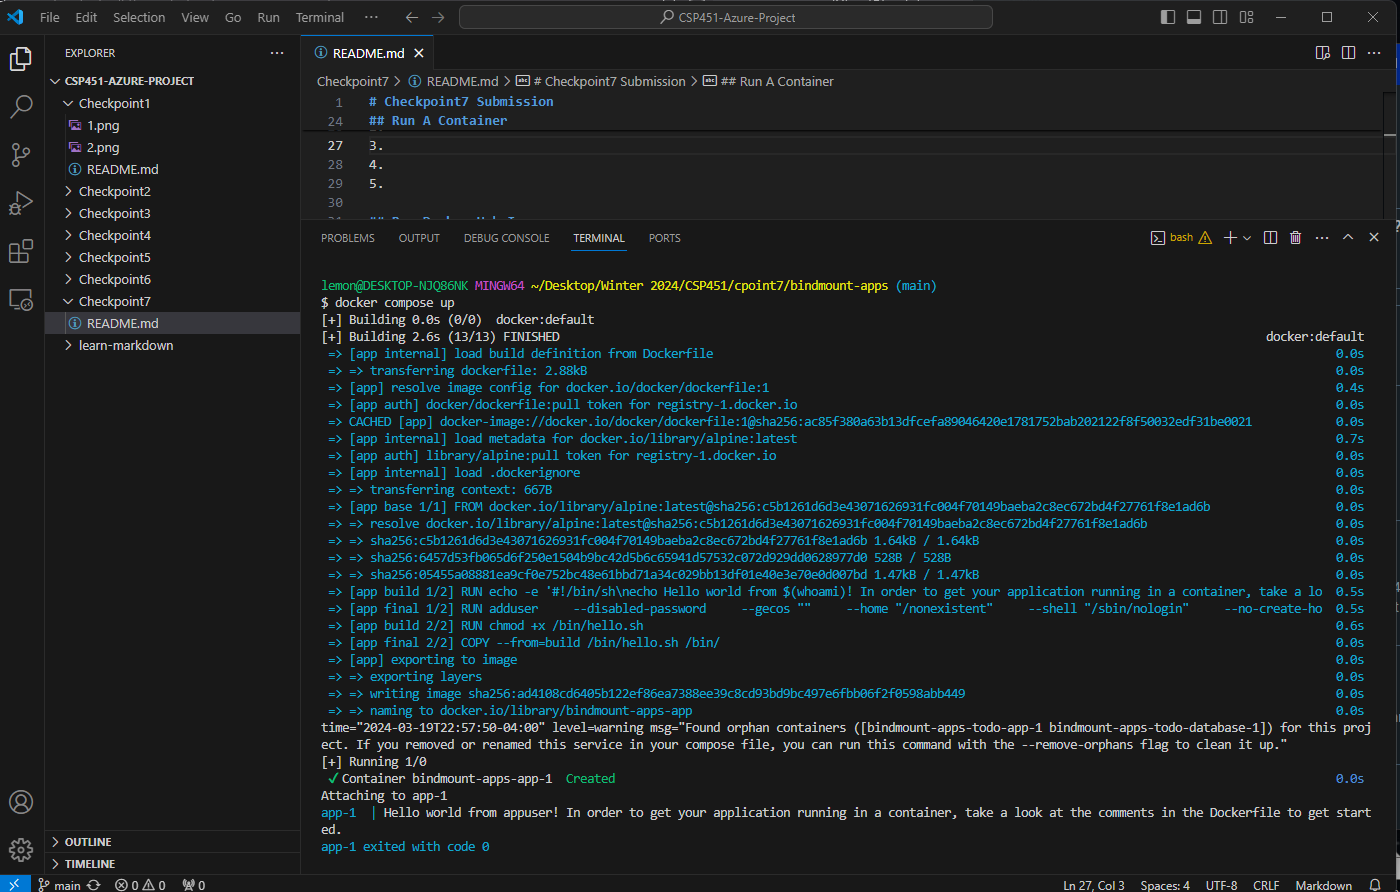 File Edit Selection View Go Run Terminal ··· CSP451-Azure-Project
EXPLORER ···
CSP451-AZURE-PROJECT
Checkpoint1
1.png
2.png
README.md
Checkpoint2
Checkpoint3
Checkpoint4
Checkpoint5
Checkpoint6
Checkpoint7
README.md
learn-markdown
OUTLINE
TIMELINE
README.md
Checkpoint7 > README.md > # Checkpoint7 Submission > ## Run A Container
1 # Checkpoint7 Submission
24 ## Run A Container
27 3.
28 4.
29 5.
30
PROBLEMS OUTPUT DEBUG CONSOLE TERMINAL PORTS bash
lemon@DESKTOP-NJQ86NK MINGW64 ~/Desktop/Winter 2024/CSP451/cpoint7/bindmount-apps (main)
$ docker compose up
[+] Building 0.0s (0/0) docker:default
[+] Building 2.6s (13/13) FINISHED docker:default
=> [app internal] load build definition from Dockerfile 0.0s
=> => transferring dockerfile: 2.88kB 0.0s
=> [app] resolve image config for docker.io/docker/dockerfile:1 0.4s
=> [app auth] docker/dockerfile:pull token for registry-1.docker.io 0.0s
=> CACHED [app] docker-image://docker.io/docker/dockerfile:1@sha256:ac85f380a63b13dfcefa89046420e1781752bab202122f8f50032edf31be0021 0.0s
=> [app internal] load metadata for docker.io/library/alpine:latest 0.7s
=> [app auth] library/alpine:pull token for registry-1.docker.io 0.0s
=> [app internal] load .dockerignore 0.0s
=> => transferring context: 667B 0.0s
=> [app base 1/1] FROM docker.io/library/alpine:latest@sha256:c5b1261d6d3e43071626931fc004f70149baeba2c8ec672bd4f27761f8e1ad6b 0.0s
=> => resolve docker.io/library/alpine:latest@sha256:c5b1261d6d3e43071626931fc004f70149baeba2c8ec672bd4f27761f8e1ad6b 0.0s
=> => sha256:c5b1261d6d3e43071626931fc004f70149baeba2c8ec672bd4f27761f8e1ad6b 1.64kB / 1.64kB 0.0s
=> => sha256:6457d53fb065d6f250e1504b9bc42d5b6c65941d57532c072d929dd0628977d0 528B / 528B 0.0s
=> => sha256:05455a08881ea9cf0e752bc48e61bbd71a34c029bb13df01e40e3e70e0d007bd 1.47kB / 1.47kB 0.0s
=> [app build 1/2] RUN echo -e '#!/bin/sh\necho Hello world from $(whoami)! In order to get your application running in a container, take a lo 0.5s
=> [app final 1/2] RUN adduser --disabled-password --gecos "" --home "/nonexistent" --shell "/sbin/nologin" --no-create-ho 0.5s
=> [app build 2/2] RUN chmod +x /bin/hello.sh 0.6s
=> [app final 2/2] COPY --from=build /bin/hello.sh /bin/ 0.0s
=> [app] exporting to image 0.0s
=> => exporting layers 0.0s
=> => writing image sha256:ad4108cd6405b122ef86ea7388ee39c8cd93bd9bc497e6fbb06f2f0598abb449 0.0s
=> => naming to docker.io/library/bindmount-apps-app 0.0s
time="2024-03-19T22:57:50-04:00" level=warning msg="Found orphan containers ([bindmount-apps-todo-app-1 bindmount-apps-todo-database-1]) for this proj
ect. If you removed or renamed this service in your compose file, you can run this command with the --remove-orphans flag to clean it up."
[+] Running 1/0
✔ Container bindmount-apps-app-1 Created 0.0s
Attaching to app-1
app-1 | Hello world from appuser! In order to get your application running in a container, take a look at the comments in the Dockerfile to get start
ed.
app-1 exited with code 0
main 0 0 0 Ln 27, Col 3 Spaces: 4 UTF-8 CRLF Markdown